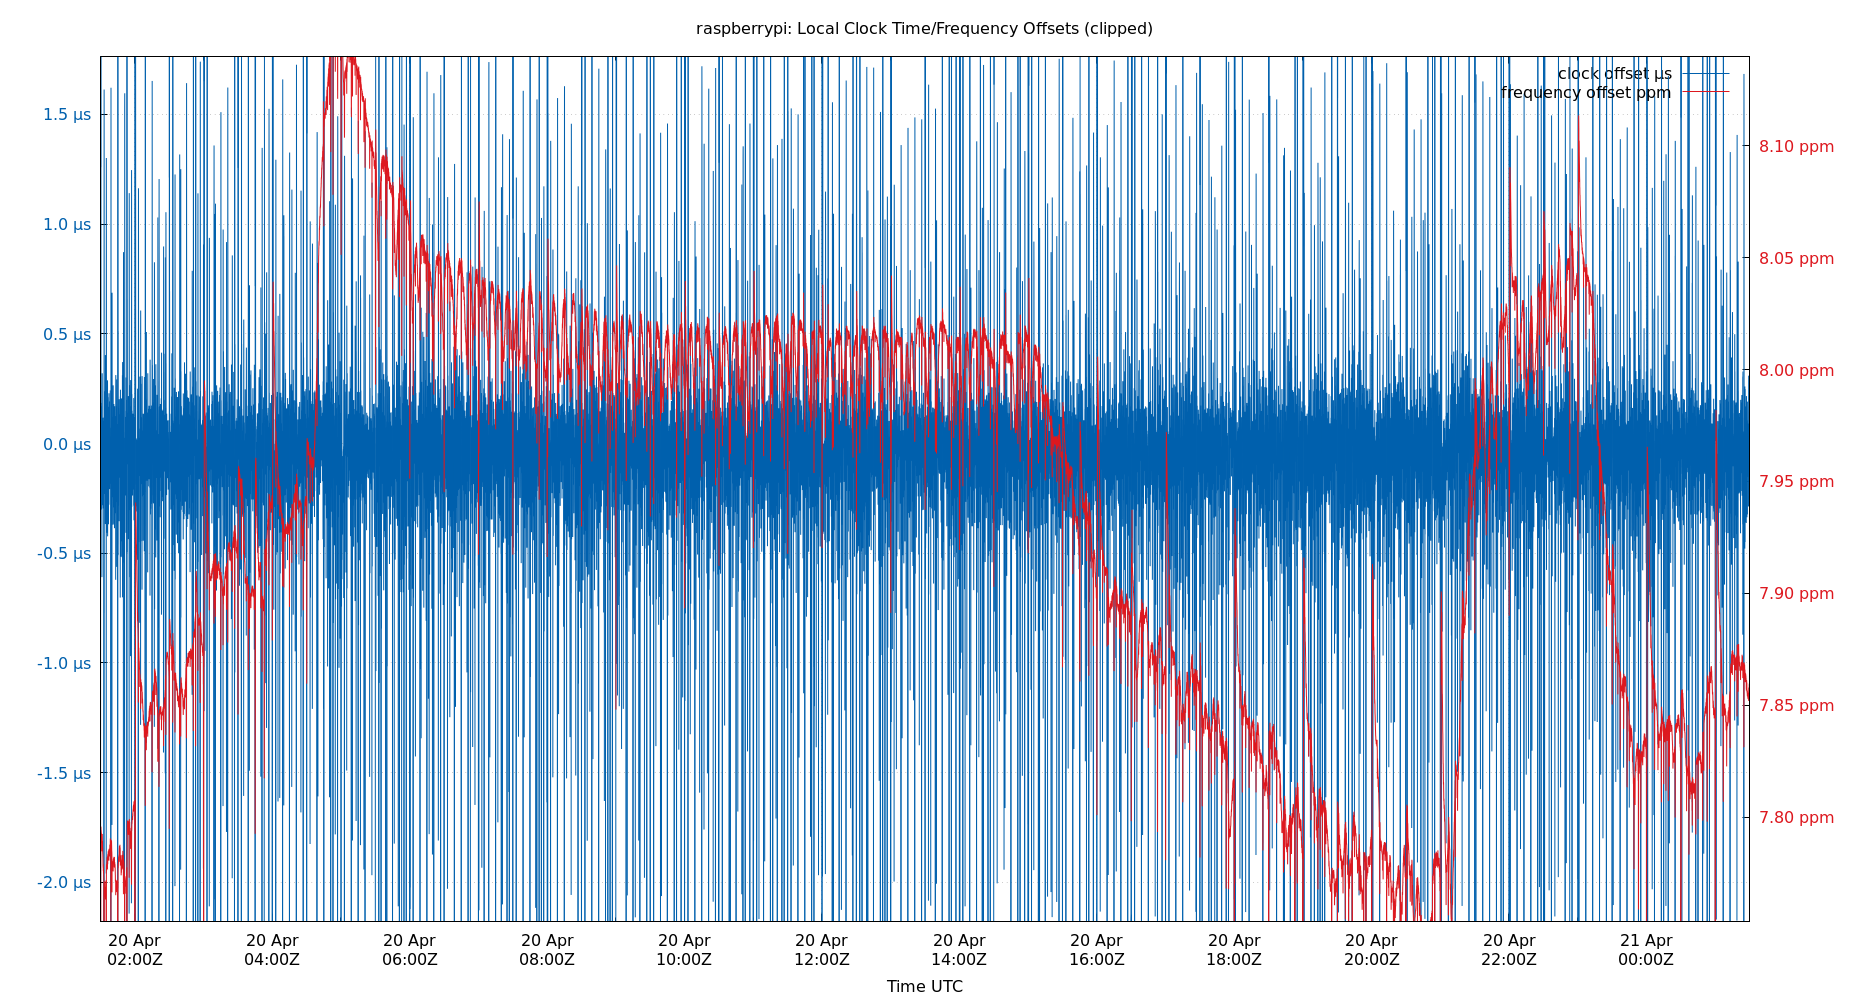 raspberrypi: Local Clock Time/Frequency Offsets (clipped)
clock offset µs
frequency offset ppm
1.5 µs
1.0 µs
0.5 µs
0.0 µs
-0.5 µs
-1.0 µs
-1.5 µs
-2.0 µs
8.10 ppm
8.05 ppm
8.00 ppm
7.95 ppm
7.90 ppm
7.85 ppm
7.80 ppm
20 Apr
02:00Z
20 Apr
04:00Z
20 Apr
06:00Z
20 Apr
08:00Z
20 Apr
10:00Z
20 Apr
12:00Z
20 Apr
14:00Z
20 Apr
16:00Z
20 Apr
18:00Z
20 Apr
20:00Z
20 Apr
22:00Z
21 Apr
00:00Z
Time UTC